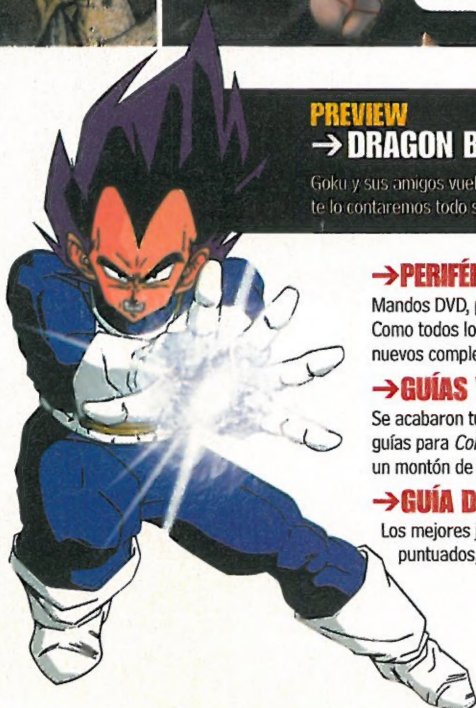 PREVIEW
→ DRAGON B
Goku y sus amigos vuel
te lo contaremos todo s
→PERIFÉ
Mandos DVD, p
Como todos lo
nuevos comple
→GUÍAS
Se acabaron tu
guías para Co
un montón de
→GUÍA D
Los mejores
puntuados,